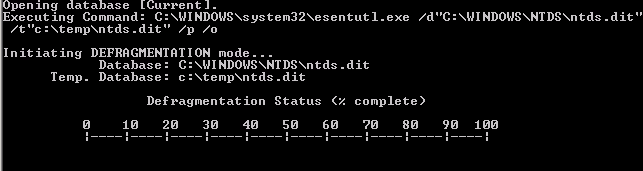 Opening database [Current].
Executing Command: C:\WINDOWS\system32\esentutl.exe /d"C:\WINDOWS\NTDS\ntds.dit"
/t"c:\temp\ntds.dit" /p /o
Initiating DEFRAGMENTATION mode...
Database: C:\WINDOWS\NTDS\ntds.dit
Temp. Database: c:\temp\ntds.dit
Defragmentation Status (% complete)
0 10 20 30 40 50 60 70 80 90 100
|----|----|----|----|----|----|----|----|----|----|